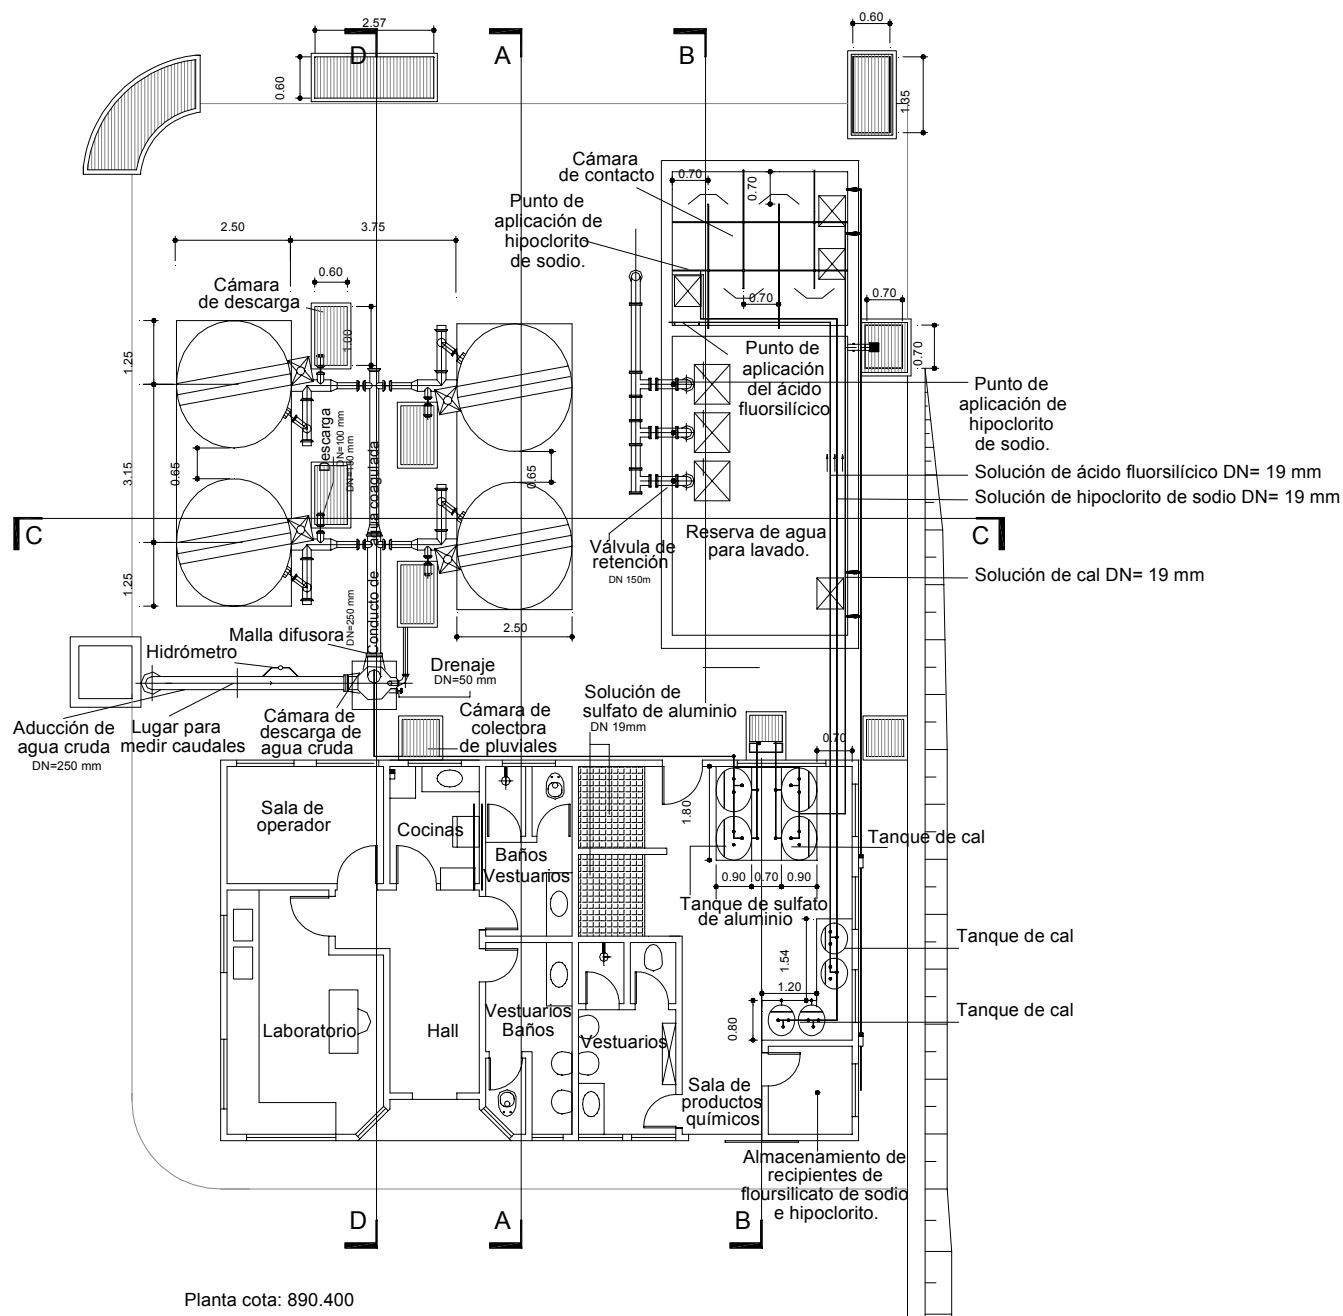 2.57
0.60
D
A
B
0.60
0.60
1.35
Cámara
de contacto
0.70
0.70
Punto de
aplicación de
hipoclorito
de sodio.
2.50
3.75
0.60
Cámara
de descarga
1.00
0.70
0.70
0.70
1.25
Punto de
aplicación
del ácido
fluorsilícico
Punto de
aplicación de
hipoclorito
de sodio.
Descarga
DN=100 mm
DN=150 mm
3.15
0.65
0.65
Solución de ácido fluorsilícico DN= 19 mm
Solución de hipoclorito de sodio DN= 19 mm
C
C
Reserva de agua
para lavado.
Válvula de
retención
DN 150m
Solución de cal DN= 19 mm
1.25
Conducto de agua coagulada
DN=250 mm
2.50
Malla difusora
Hidrómetro
Drenaje
DN=50 mm
Solución de
sulfato de aluminio
DN 19mm
Aducción de
agua cruda
DN=250 mm
Lugar para
medir caudales
Cámara de
descarga de
agua cruda
Cámara de
colectora
de pluviales
0.70
Sala de
operador
Cocinas
Baños
Vestuarios
1.80
Tanque de cal
0.90
0.70
0.90
Tanque de sulfato
de aluminio
Tanque de cal
1.54
1.20
Tanque de cal
0.80
Laboratorio
Hall
Vestuarios
Baños
Vestuarios
Sala de
productos
químicos
Almacenamiento de
recipientes de
floursilicato de sodio
e hipoclorito.
D
A
B
Planta cota: 890.400